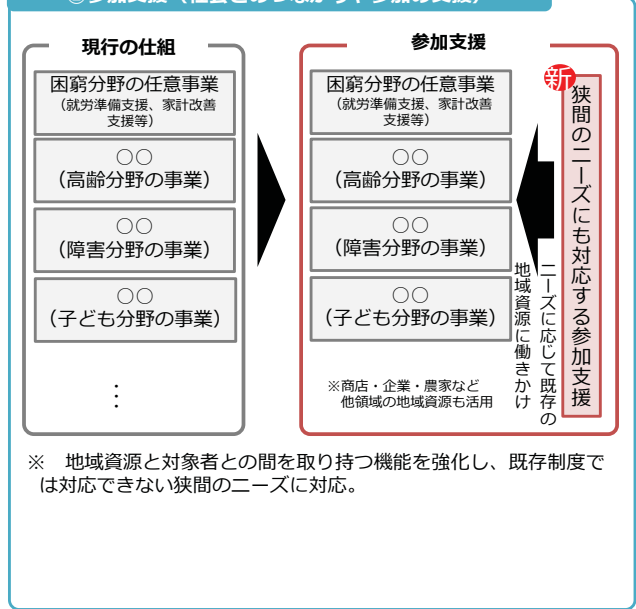 現行の仕組
困窮分野の任意事業
（就労準備支援、家計改善
支援等）
○○
（高齢分野の事業）
○○
（障害分野の事業）
○○
（子ども分野の事業）
⋮
参加支援
困窮分野の任意事業
（就労準備支援、家計改善
支援等）
○○
（高齢分野の事業）
○○
（障害分野の事業）
○○
（子ども分野の事業）
※商店・企業・農家など
他領域の地域資源も活用
新
狭間のニーズにも対応する参加支援
ニーズに応じて既存の
地域資源に働きかけ
※　地域資源と対象者との間を取り持つ機能を強化し、既存制度で
は対応できない狭間のニーズに対応。